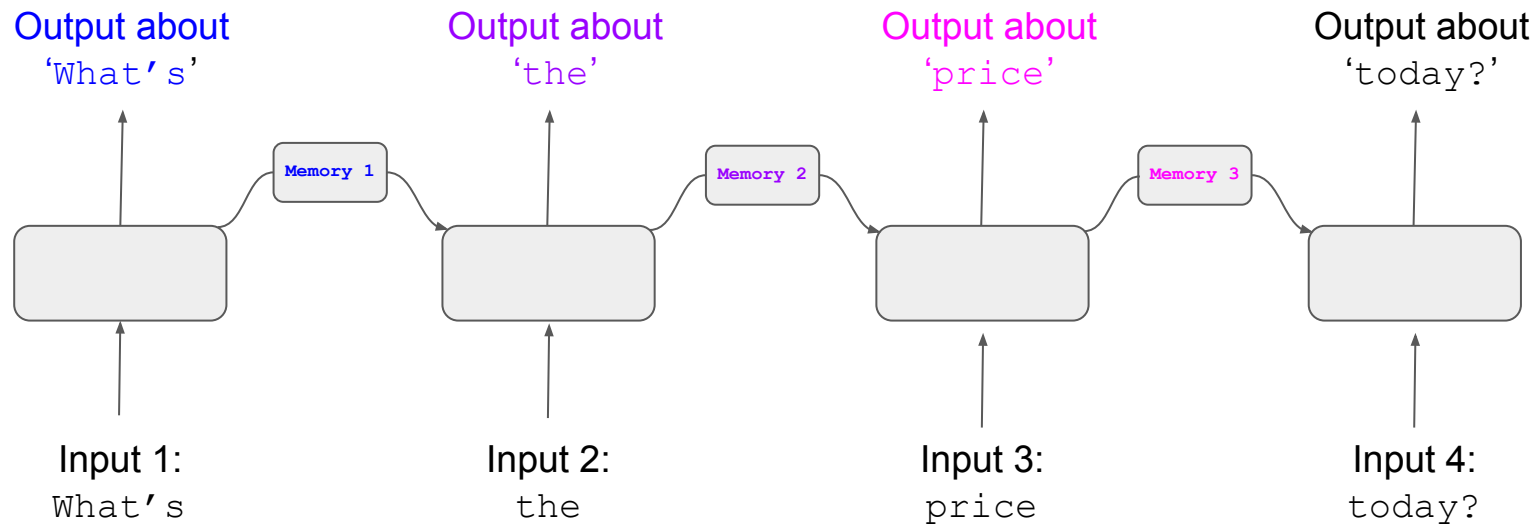 Output about
‘What’s’
Output about
‘the’
Output about
‘price’
Output about
‘today?’
Memory 1
Memory 2
Memory 3
Input 1:
What’s
Input 2:
the
Input 3:
price
Input 4:
today?